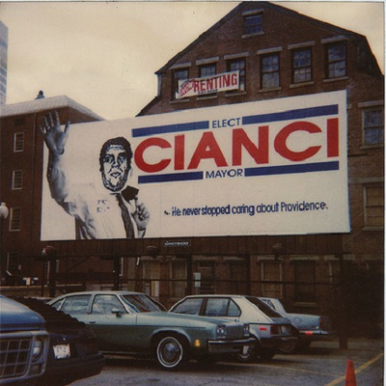 RENTING
ELECT
CIANCI
MAYOR
He never stopped caring about Providence.